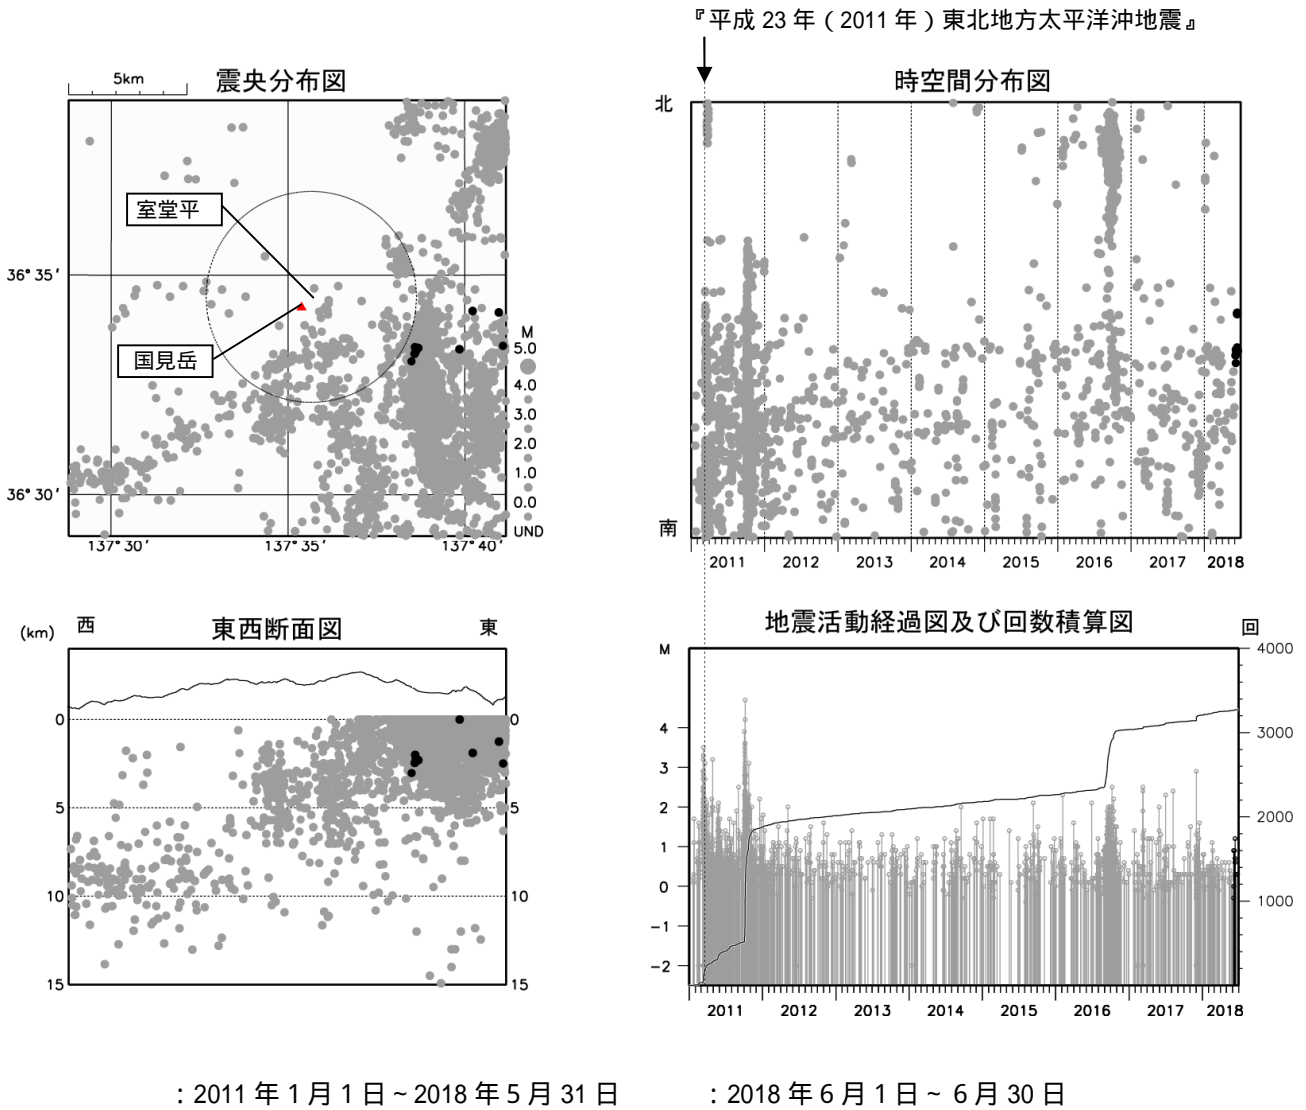 『平成 23 年 ( 2011 年 ) 東北地方太平洋沖地震』
5km
震央分布図
室堂平
国見岳
36° 35′
36° 30′
137° 30′ 137° 35′ 137° 40′
M
5.0
4.0
3.0
2.0
1.0
0.0
UND
時空間分布図
北
南
2011 2012 2013 2014 2015 2016 2017 2018
東西断面図
(km) 西 東
0 0
5 5
10 10
15 15
地震活動経過図及び回数積算図
M 回
4
3
2
1
0
-1
-2
4000
3000
2000
1000
2011 2012 2013 2014 2015 2016 2017 2018
：2011 年 1 月 1 日 ~ 2018 年 5 月 31 日 ：2018 年 6 月 1 日 ~ 6 月 30 日